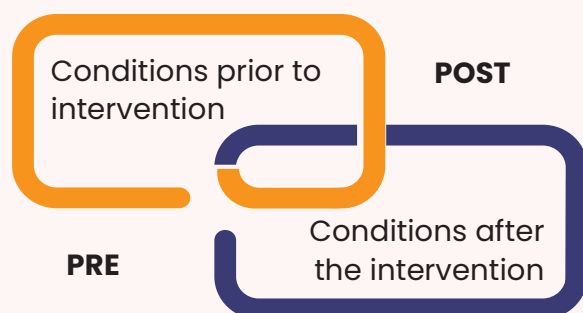 Conditions prior to
intervention
POST
PRE
Conditions after
the intervention